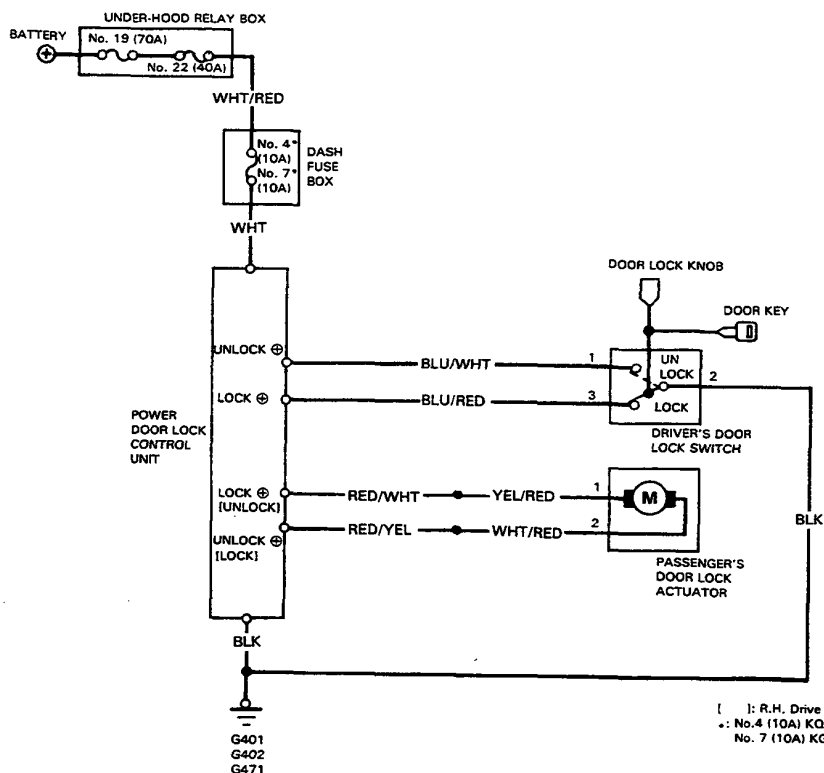 UNDER-HOOD RELAY BOX
BATTERY
No. 19 (70A)
No. 22 (40A)
WHT/RED
No. 4*
(10A)
No. 7*
(10A)
DASH
FUSE
BOX
WHT
DOOR LOCK KNOB
DOOR KEY
UNLOCK ⊕
BLU/WHT
1
UN
LOCK
2
LOCK ⊕
BLU/RED
3
LOCK
POWER
DOOR LOCK
CONTROL
UNIT
DRIVER'S DOOR
LOCK SWITCH
LOCK ⊕
[UNLOCK]
RED/WHT
YEL/RED
1
M
UNLOCK ⊕
[LOCK]
RED/YEL
WHT/RED
2
BLK
PASSENGER'S
DOOR LOCK
ACTUATOR
BLK
G401
G402
G471
[ ]: R.H. Drive
*: No.4 (10A) KQ
No. 7 (10A) KG